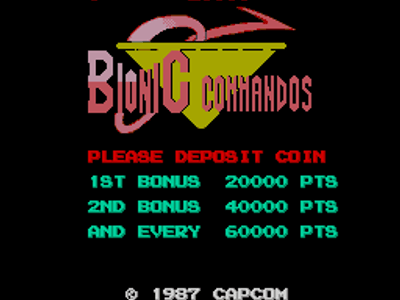 BIONIC COMMANDOS
PLEASE DEPOSIT COIN
1ST BONUS 20000 PTS
2ND BONUS 40000 PTS
AND EVERY 60000 PTS
© 1987 CAPCOM